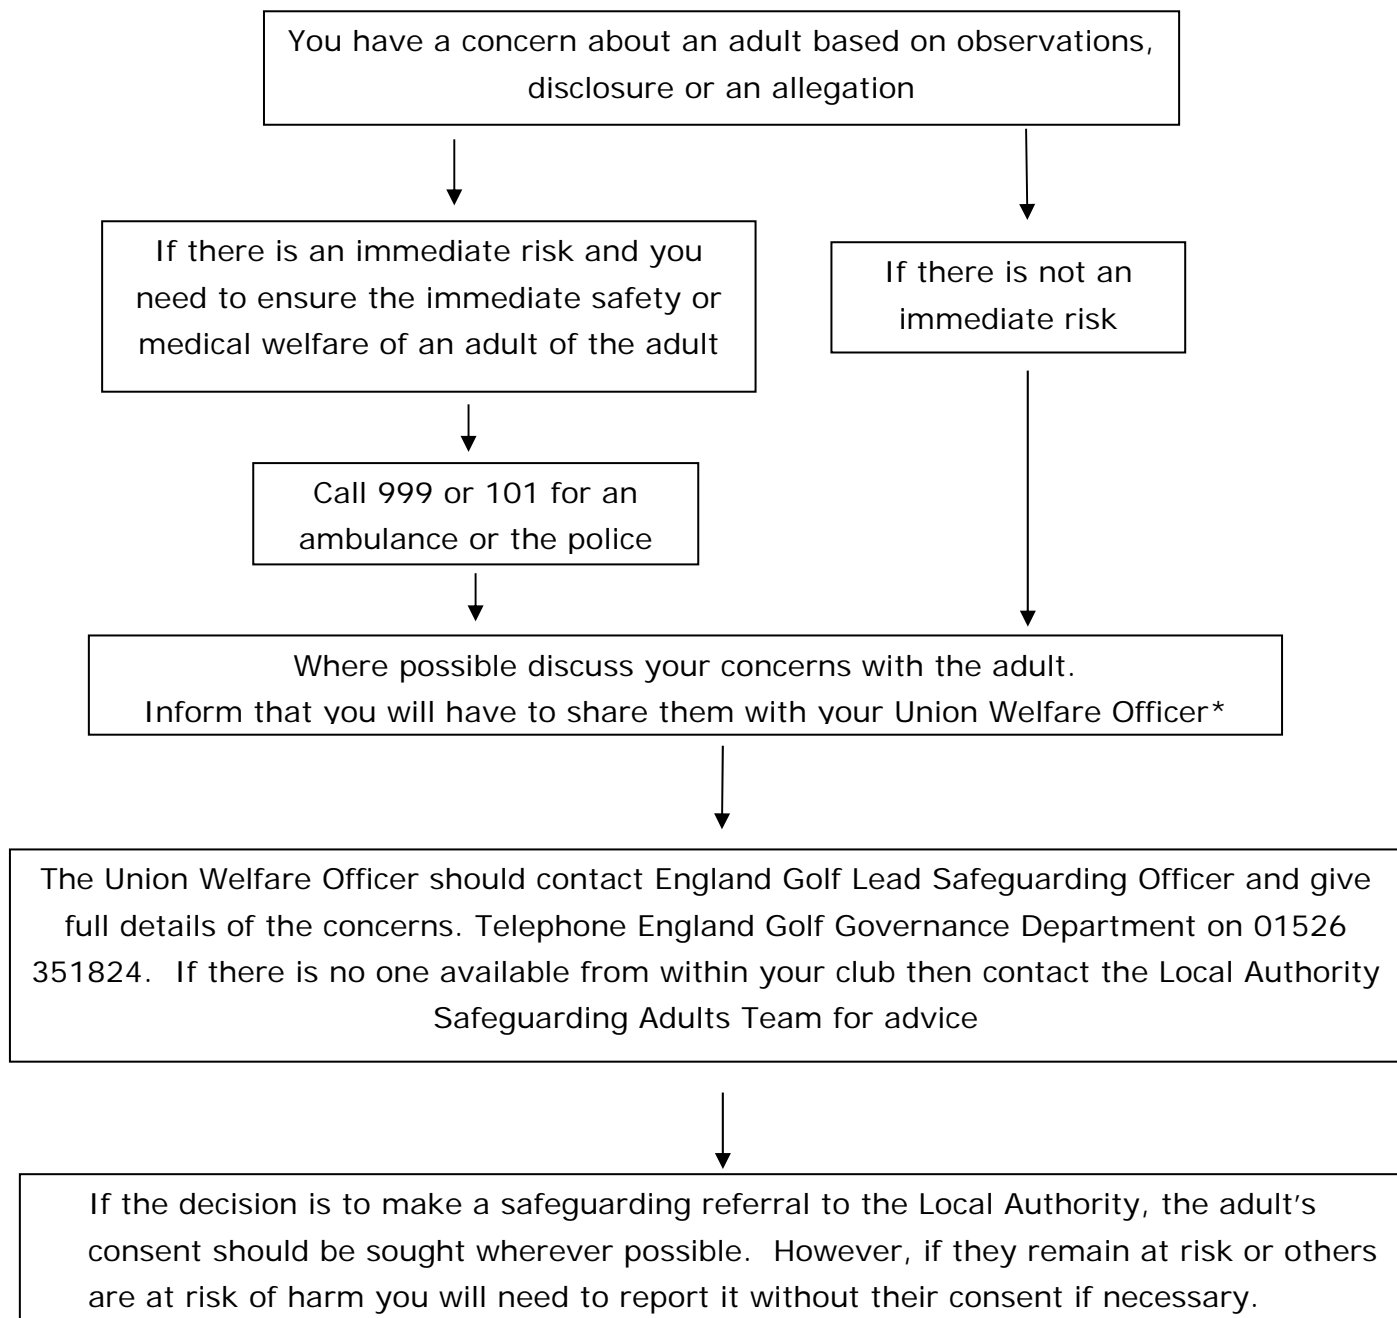 You have a concern about an adult based on observations,
disclosure or an allegation
If there is an immediate risk and you
need to ensure the immediate safety or
medical welfare of an adult of the adult
If there is not an
immediate risk
Call 999 or 101 for an
ambulance or the police
Where possible discuss your concerns with the adult.
Inform that you will have to share them with your Union Welfare Officer*
The Union Welfare Officer should contact England Golf Lead Safeguarding Officer and give
full details of the concerns. Telephone England Golf Governance Department on 01526
351824.  If there is no one available from within your club then contact the Local Authority
Safeguarding Adults Team for advice
If the decision is to make a safeguarding referral to the Local Authority, the adult’s
consent should be sought wherever possible.  However, if they remain at risk or others
are at risk of harm you will need to report it without their consent if necessary.